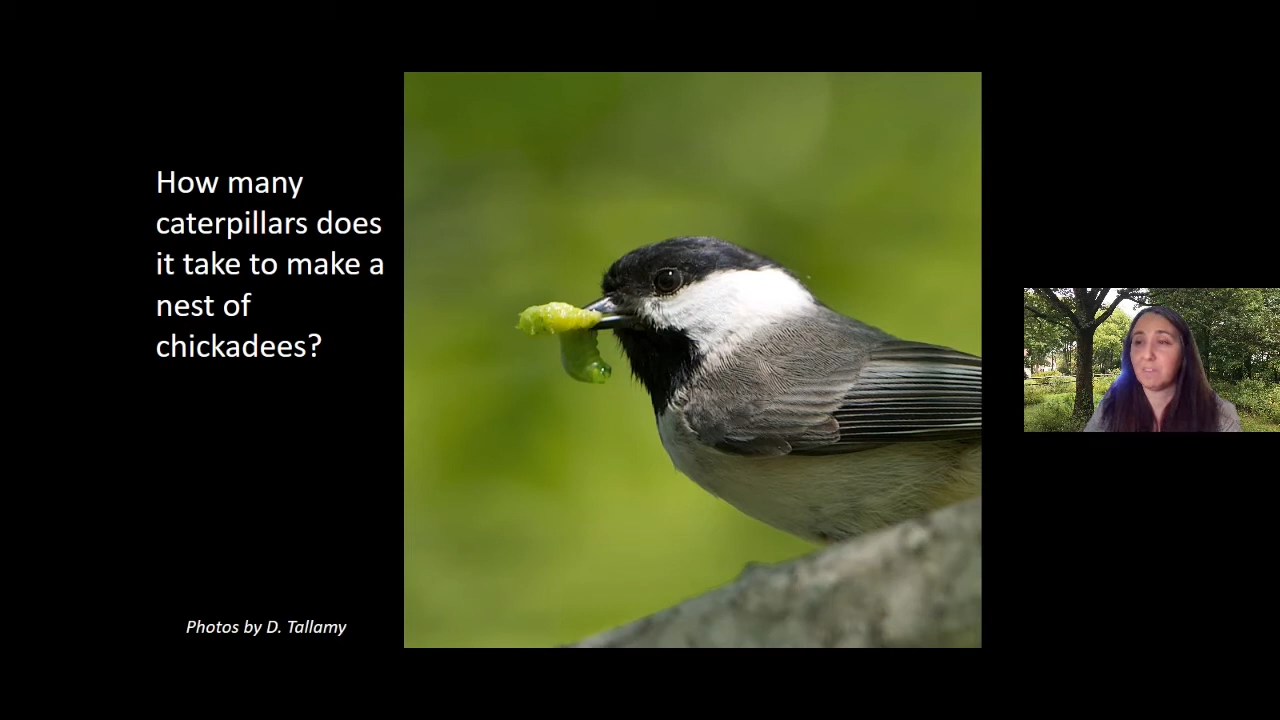 How many
caterpillars does
it take to make a
nest of
chickadees?
Photos by D. Tallamy